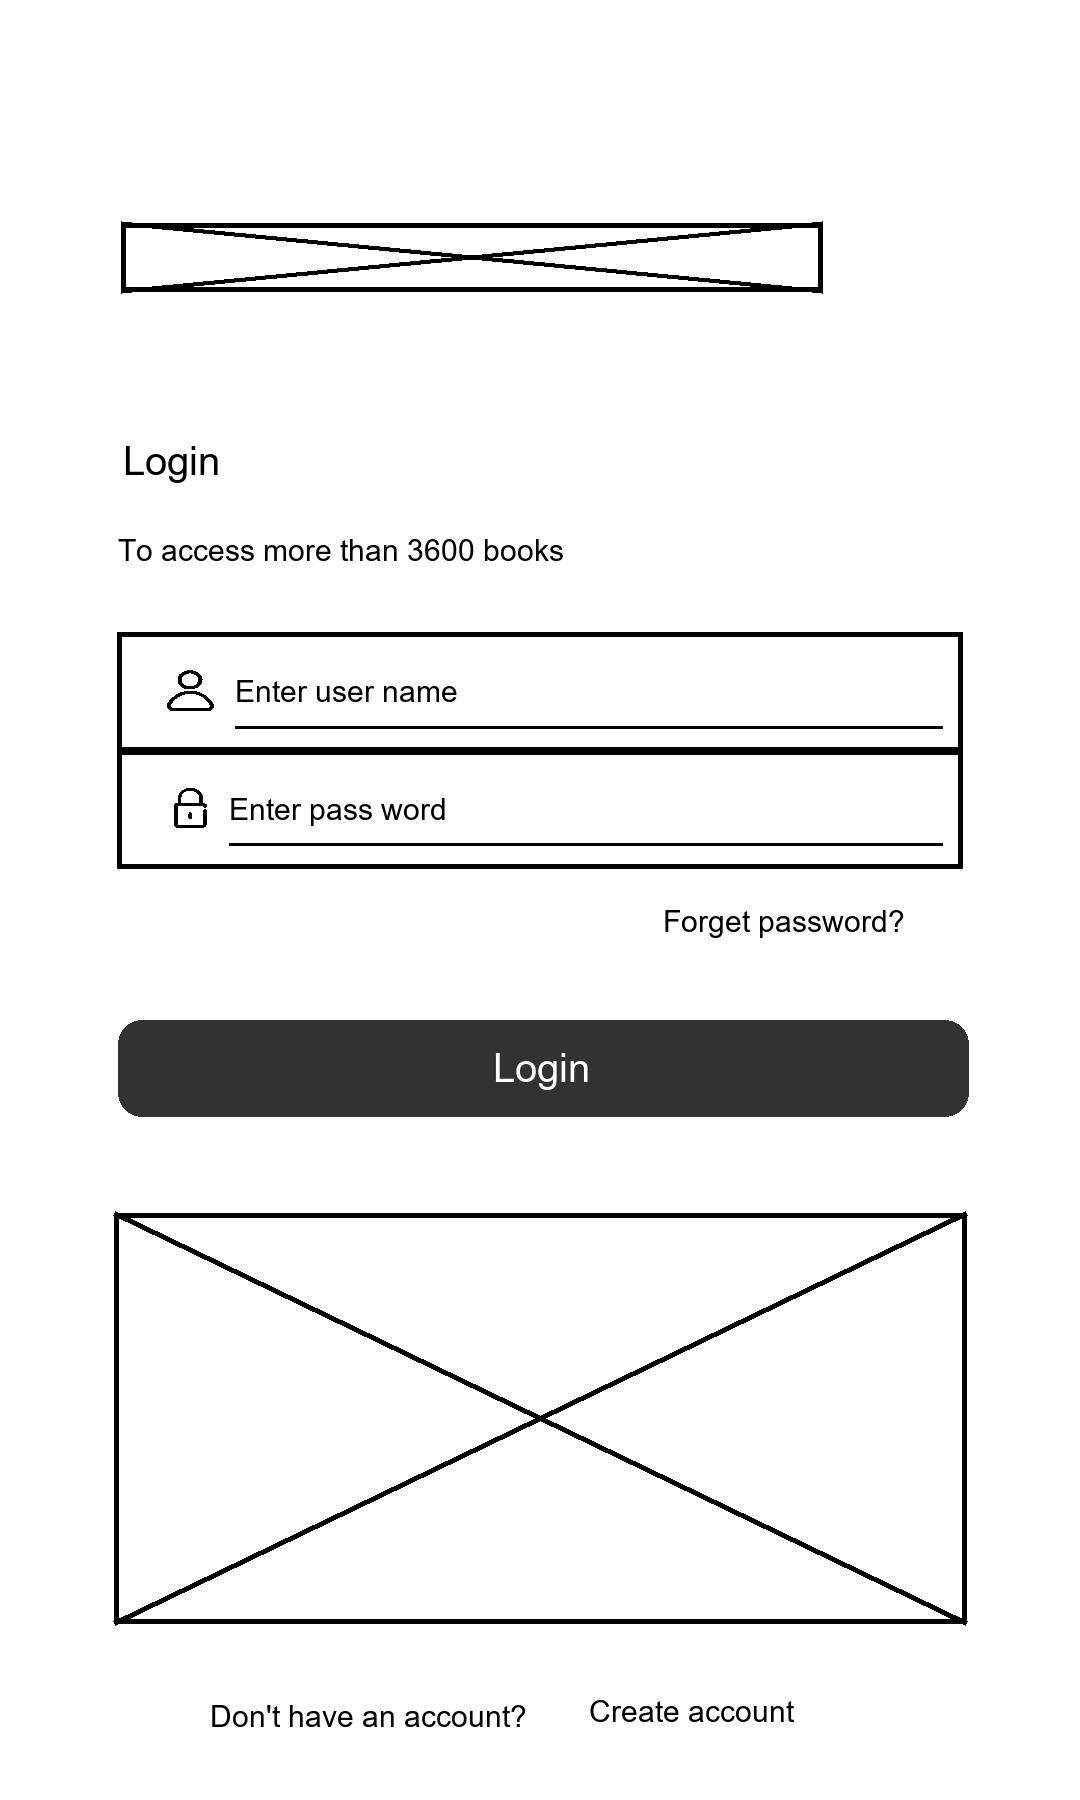 Login
To access more than 3600 books
Enter user name
Enter pass word
Forget password?
Login
Don't have an account? Create account